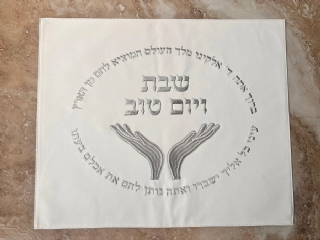 ברוך אתה ד' אלקינו מלך העולם המוציא לחם מן הארץ
שבת
ויום טוב
עיני כל אליך ישברו ואתה נותן להם את אכלם בעתו